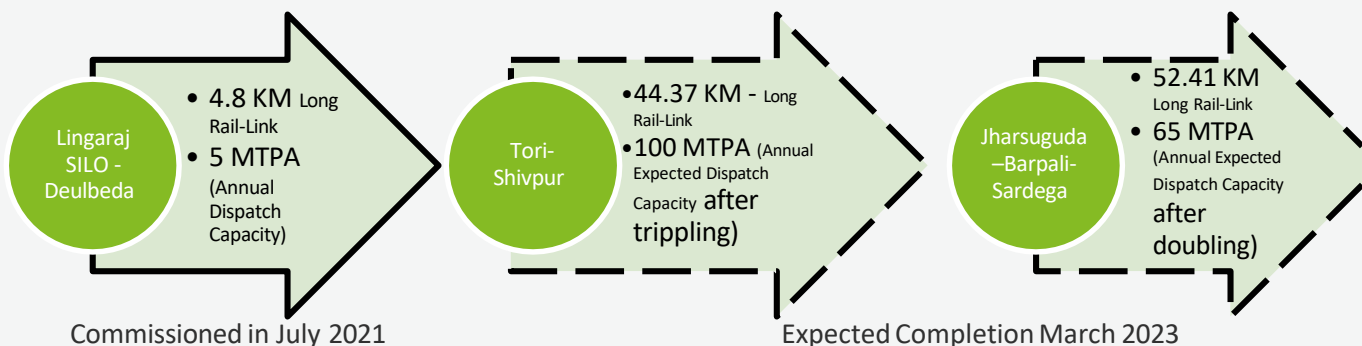 Lingaraj
SILO -
Deulbeda
• 4.8 KM Long
Rail-Link
• 5 MTPA
(Annual
Dispatch
Capacity)
Tori-
Shivpur
•44.37 KM - Long
Rail-Link
•100 MTPA (Annual
Expected Dispatch
Capacity after
trippling)
Jharsuguda
–Barpali-
Sardega
• 52.41 KM
Long Rail-Link
• 65 MTPA
(Annual Expected
Dispatch Capacity
after
doubling)
Commissioned in July 2021
Expected Completion March 2023